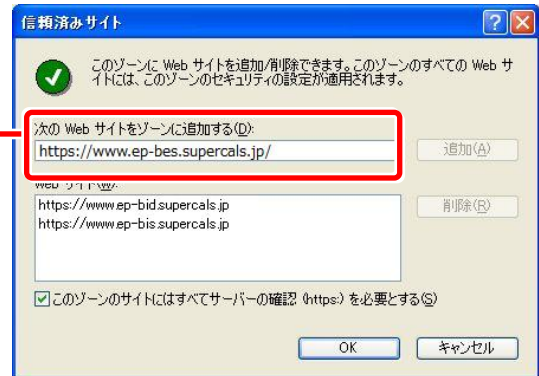 信頼済みサイト
このゾーンに Web サイトを追加/削除できます。このゾーンのすべての Web サ
イトには、このゾーンのセキュリティの設定が適用されます。
次の Web サイトをゾーンに追加する(D):
https://www.ep-bes.supercals.jp/
追加(A)
Web サイト(W):
https://www.ep-bid.supercals.jp
https://www.ep-bis.supercals.jp
削除(R)
このゾーンのサイトにはすべてサーバーの確認 (https:) を必要とする(S)
OK
キャンセル